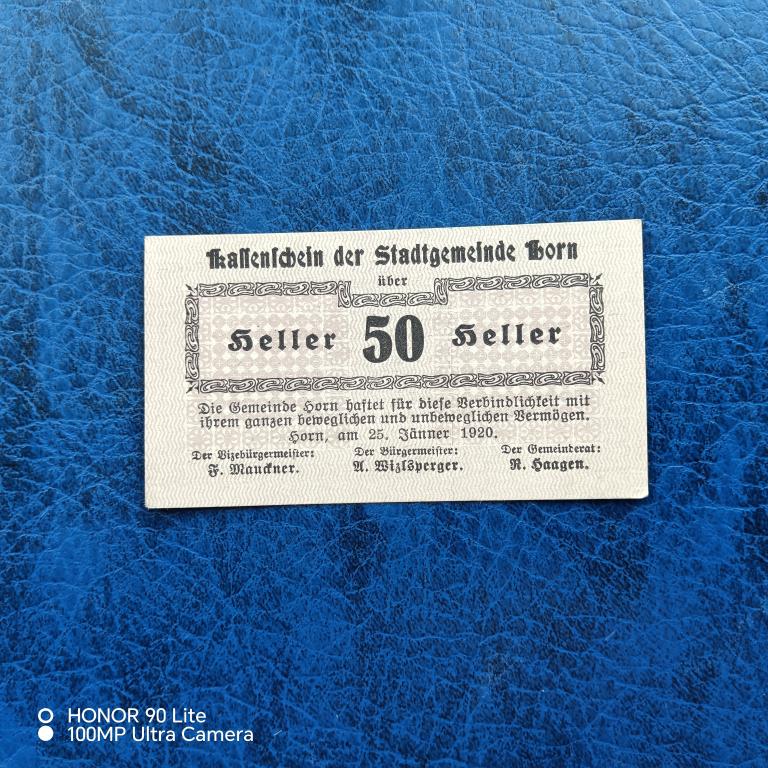 Kassenschein der Stadtgemeinde Horn
über
Heller 50 Heller
Die Gemeinde Horn haftet für diese Verbindlichkeit mit
ihrem ganzen beweglichen und unbeweglichen Vermögen.
Horn, am 25. Jänner 1920.
Der Vizebürgermeister: Der Bürgermeister: Der Gemeinderat:
F. Mauckner. A. Wizlsperger. R. Haagen.
HONOR 90 Lite
100MP Ultra Camera